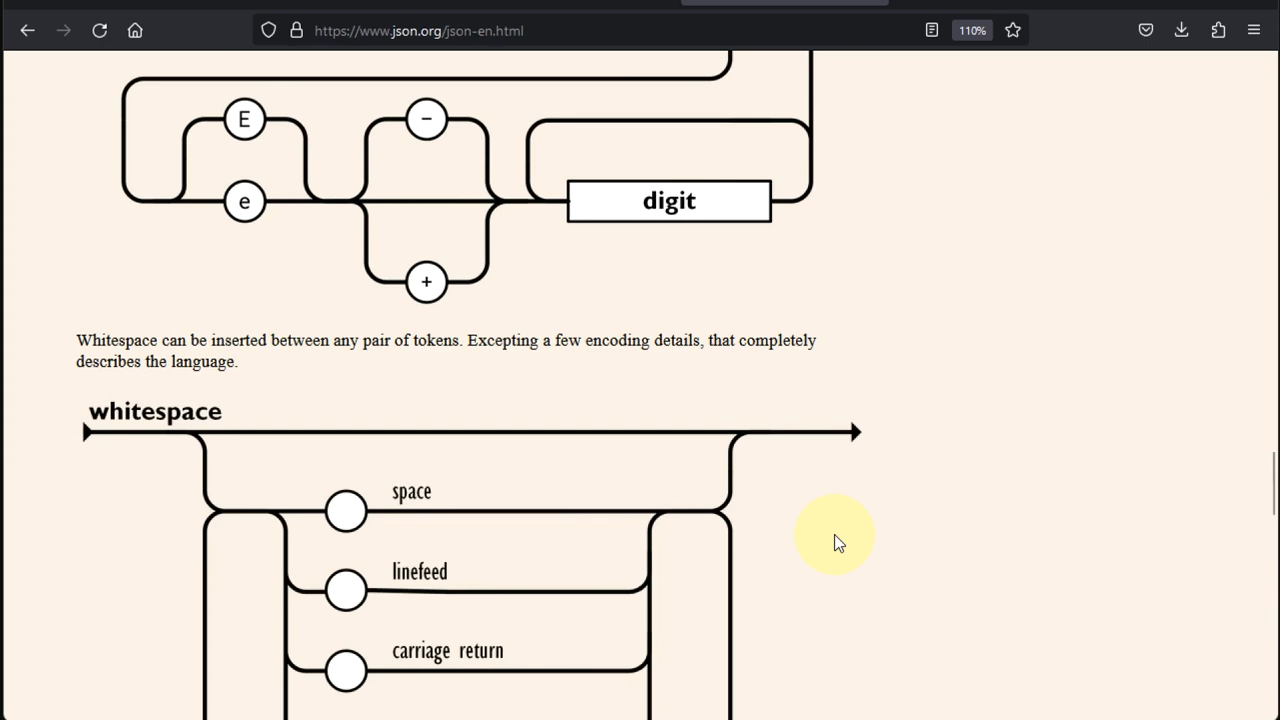 https://www.json.org/json-en.html
110%
E
−
e
digit
+
Whitespace can be inserted between any pair of tokens. Excepting a few encoding details, that completely
describes the language.
whitespace
space
linefeed
carriage return